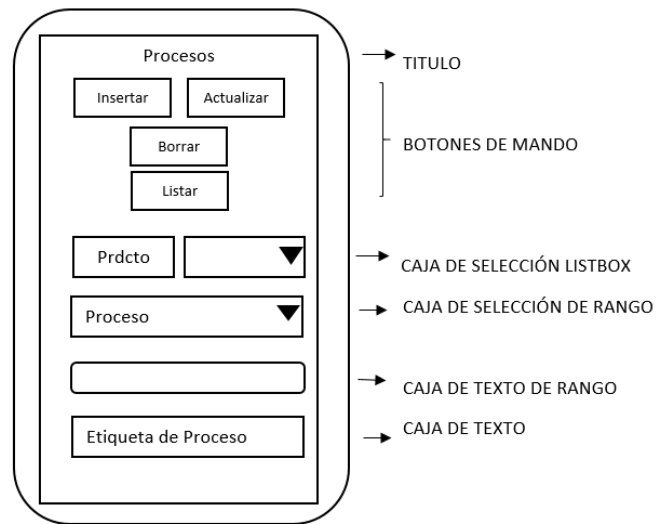 Procesos
TITULO
Insertar
Actualizar
Borrar
BOTONES DE MANDO
Listar
Prdcto
CAJA DE SELECCIÓN LISTBOX
Proceso
CAJA DE SELECCIÓN DE RANGO
CAJA DE TEXTO DE RANGO
Etiqueta de Proceso
CAJA DE TEXTO